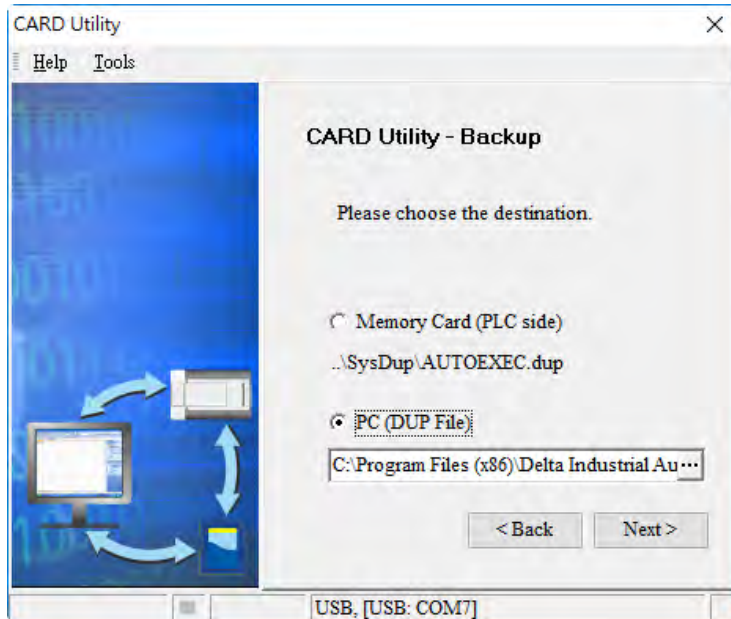 CARD Utility
Help Tools
CARD Utility - Backup
Please choose the destination.
Memory Card (PLC side)
..\SysDup\AUTOEXEC.dup
PC (DUP File)
C:\Program Files (x86)\Delta Industrial Au...
< Back Next >
USB, [USB: COM7]